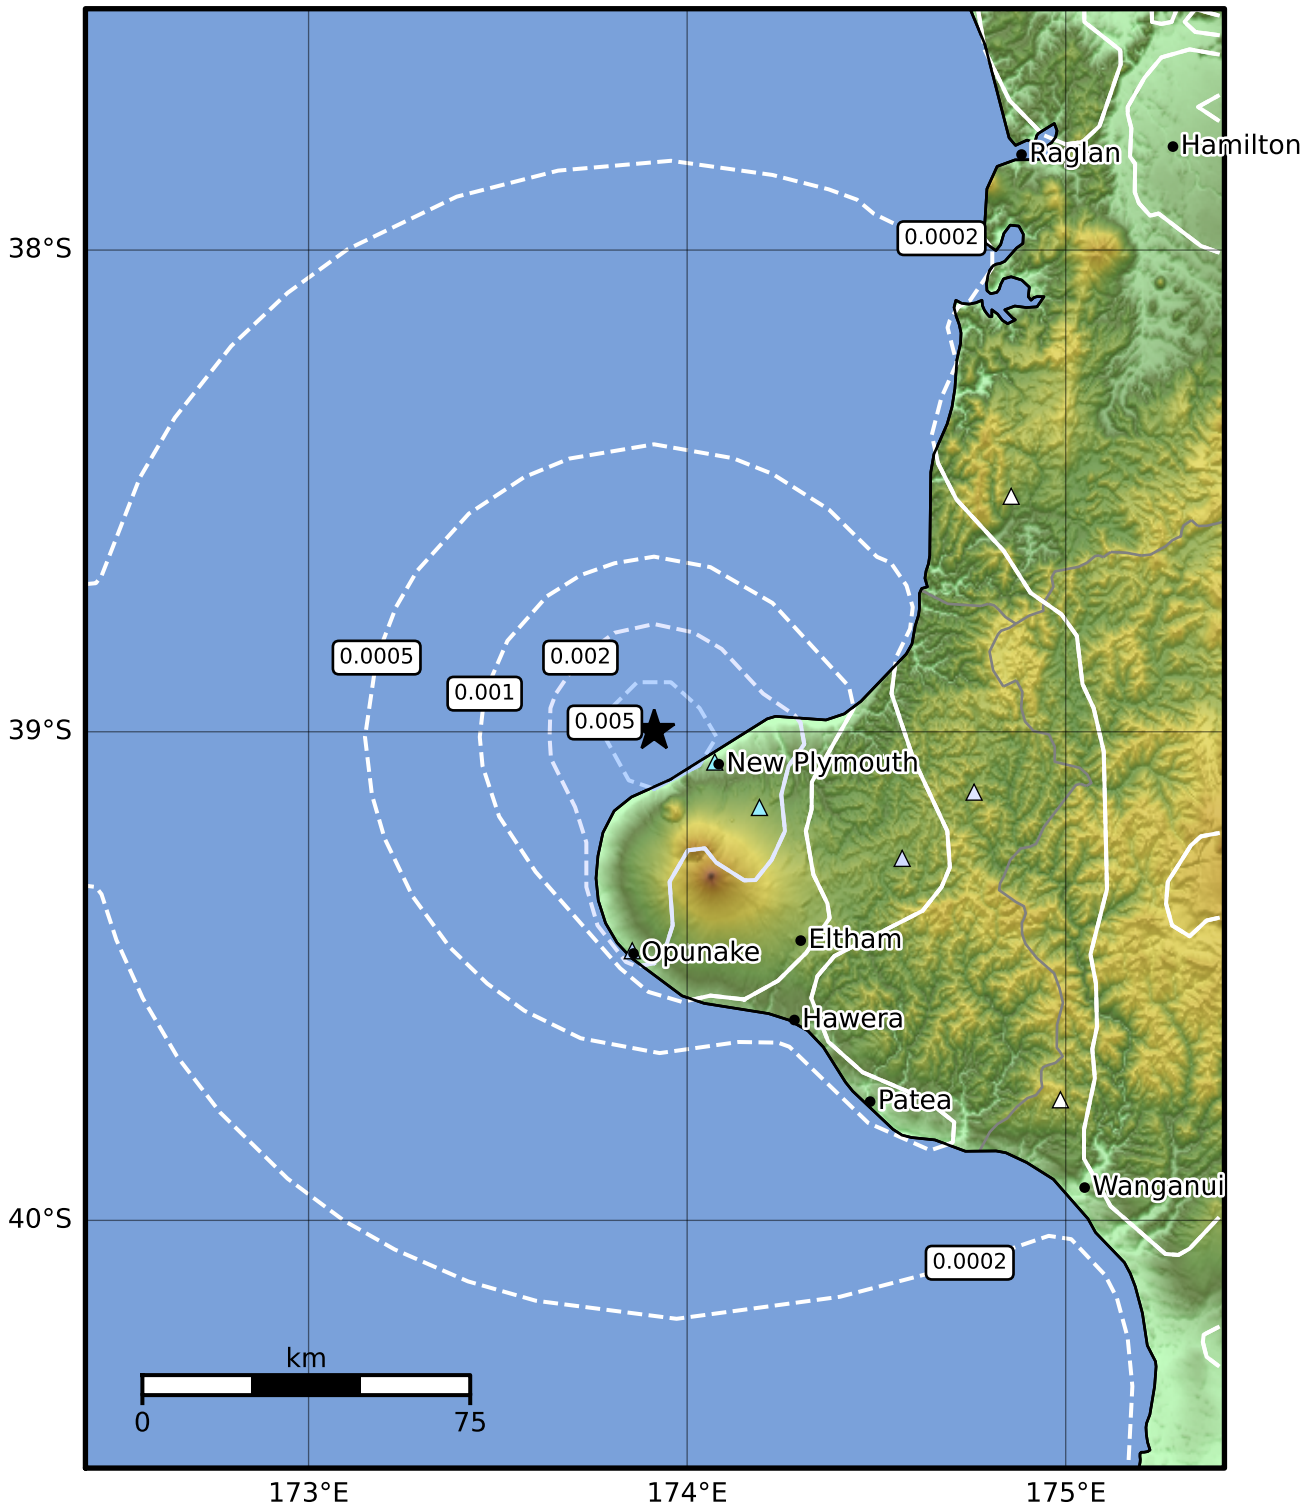 Raglan
Hamilton
0.0002
38°S
0.0005
0.002
0.001
0.005
39°S
New Plymouth
Eltham
Opunake
Hawera
Patea
Wanganui
40°S
0.0002
km
0 75
173°E 174°E 175°E